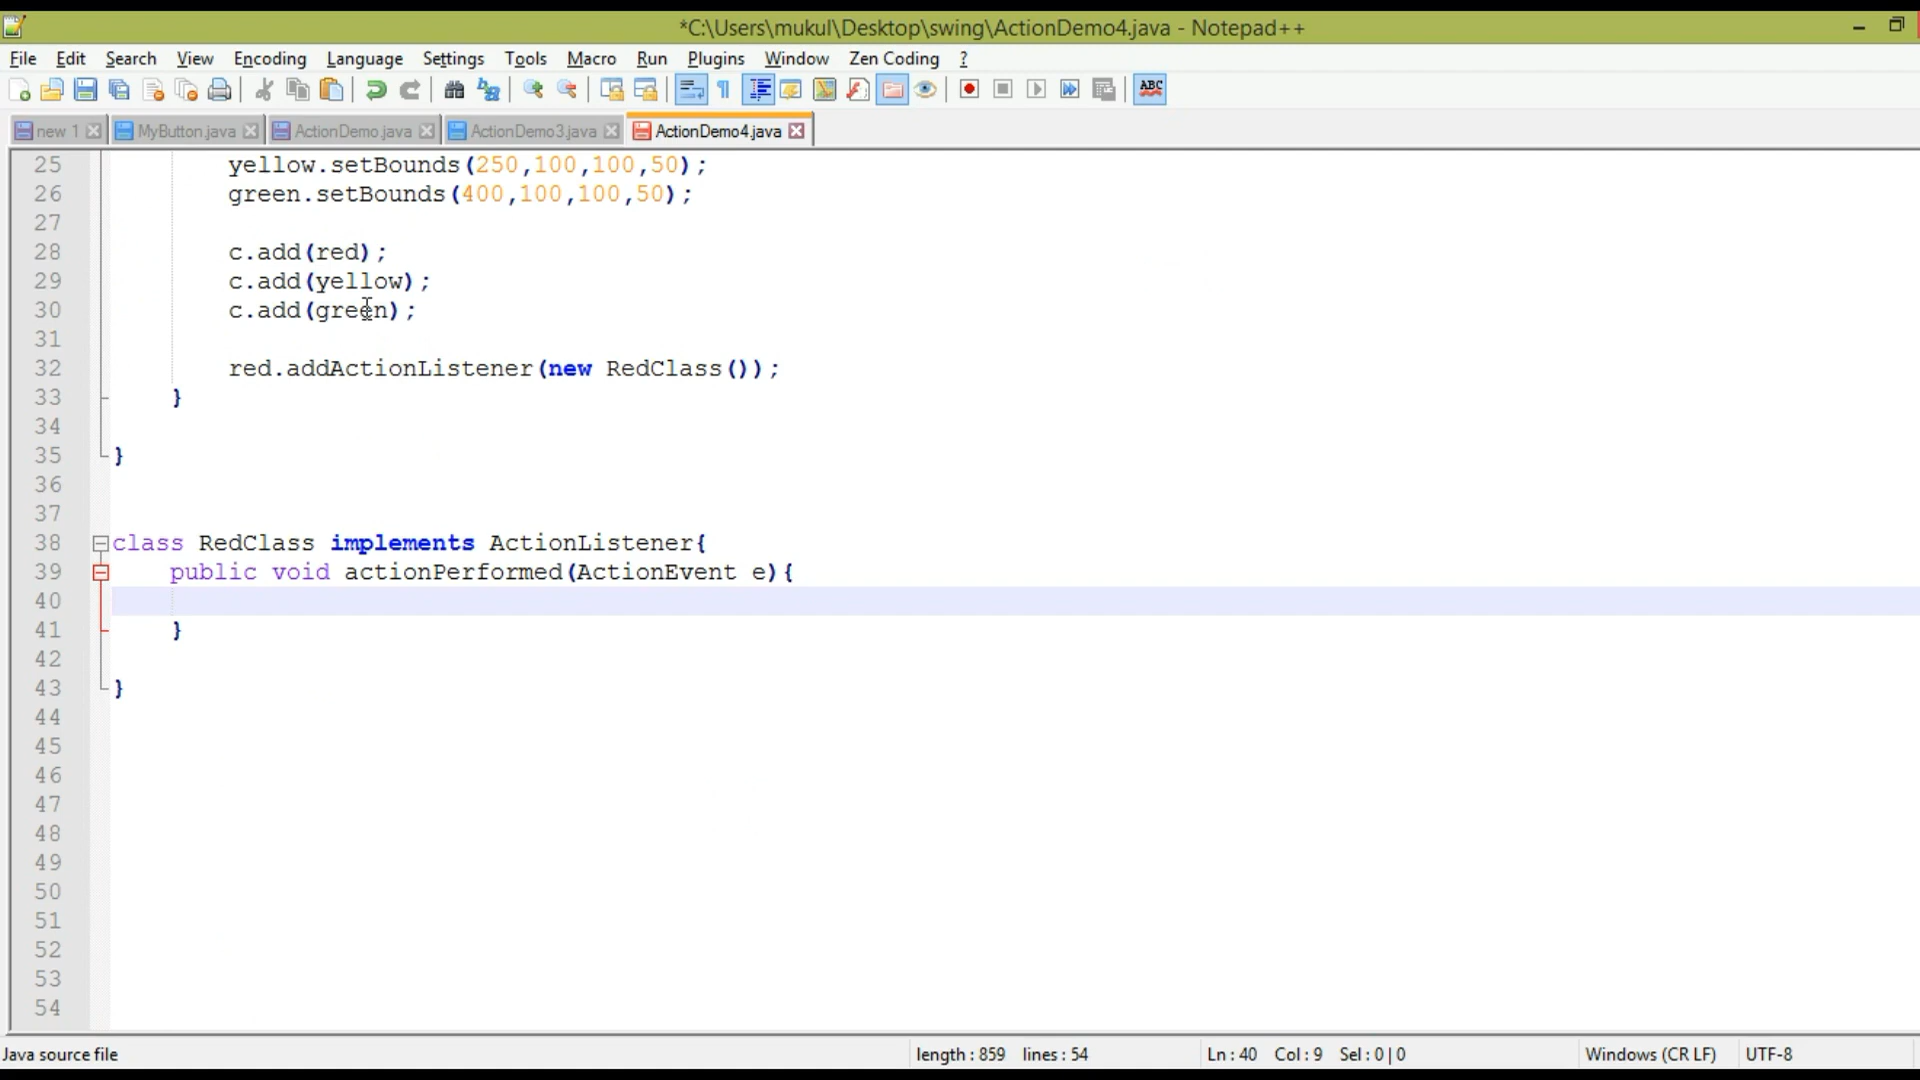 *C:\Users\mukul\Desktop\swing\ActionDemo4.java - Notepad++
File Edit Search View Encoding Language Settings Tools Macro Run Plugins Window Zen Coding ?
ABC
new 1 MyButton.java ActionDemo.java ActionDemo3.java ActionDemo4.java
25 yellow.setBounds(250,100,100,50);
26 green.setBounds(400,100,100,50);
27
28 c.add(red);
29 c.add(yellow);
30 c.add(green);
31
32 red.addActionListener(new RedClass());
33 }
34
35 }
36
37
38 class RedClass implements ActionListener{
39 public void actionPerformed(ActionEvent e){
40
41 }
42
43 }
44
45
46
47
48
49
50
51
52
53
54
Java source file length : 859 lines : 54 Ln : 40 Col : 9 Sel : 0 | 0 Windows (CR LF) UTF-8